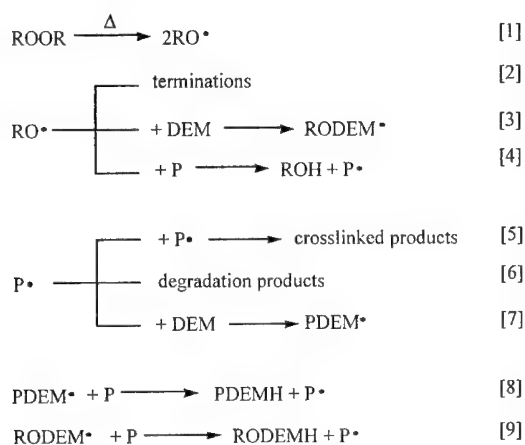 Δ
ROOR → 2RO• [1]
terminations [2]
RO• + DEM → RODEM• [3]
+ P → ROH + P• [4]
+ P• → crosslinked products [5]
P• degradation products [6]
+ DEM → PDEM• [7]
PDEM• + P → PDEMH + P• [8]
RODEM• + P → RODEMH + P• [9]